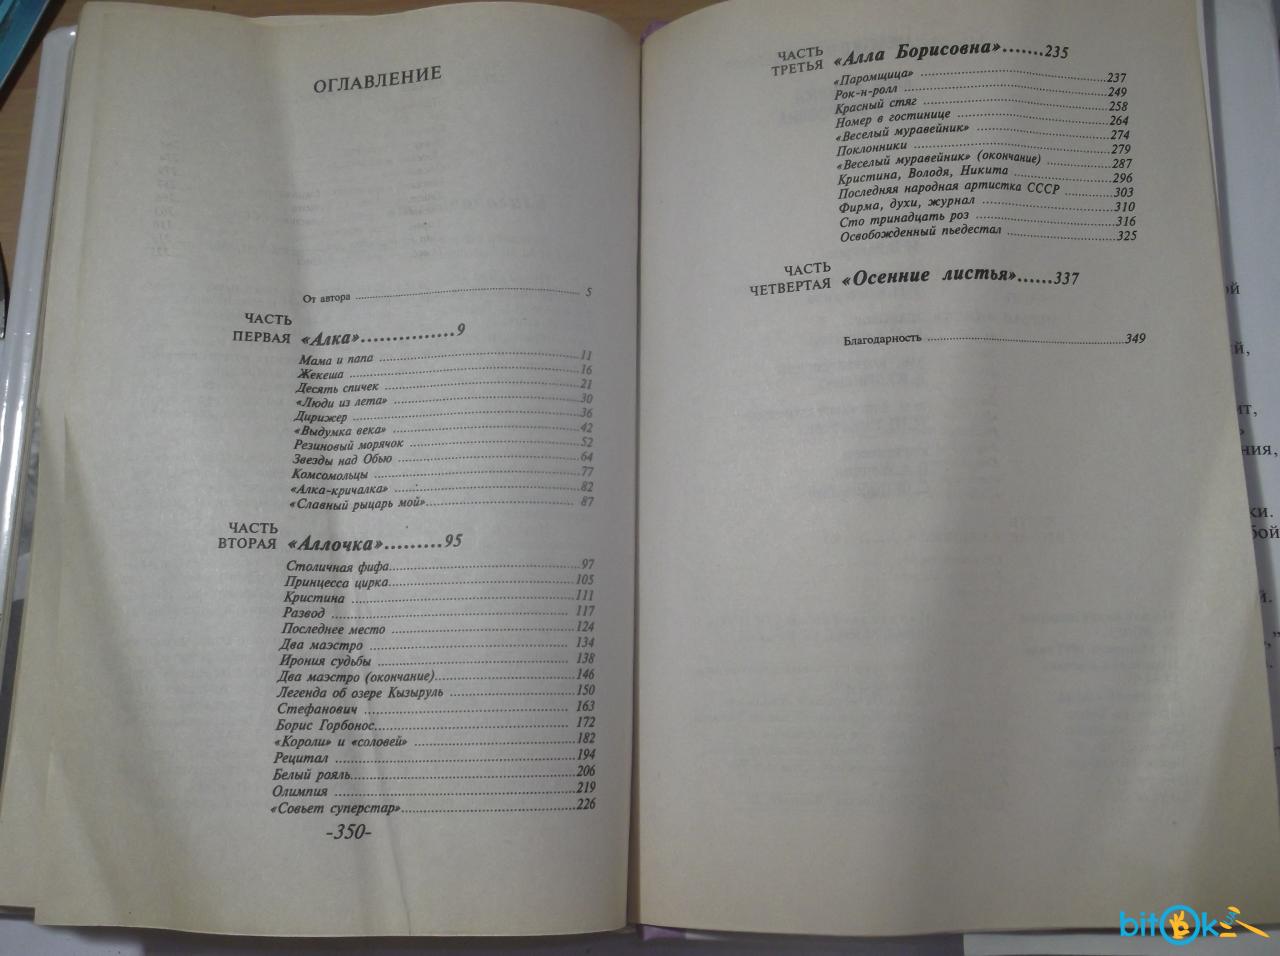 ОГЛАВЛЕНИЕ
От автора ........ 5
ЧАСТЬ
ПЕРВАЯ «Алка»...............9
Мама и папа ........ 11
Жекеша ........ 16
Десять спичек ........ 21
«Люди из лета» ........ 30
Дирижер ........ 36
«Выдумка века» ........ 42
Резиновый морячок ........ 52
Звезды над Обью ........ 64
Комсомольцы ........ 77
«Алка-кричалка» ........ 82
«Славный рыцарь мой»........ 87
ЧАСТЬ
ВТОРАЯ «Аллочка».........95
Столичная фифа........97
Принцесса цирка........105
Кристина ........111
Развод ........ 117
Последнее место ........124
Два маэстро ........ 134
Ирония судьбы ........ 138
Два маэстро (окончание)........146
Легенда об озере Кызыруль ........150
Стефанович ........ 163
Борис Горбонос........ 172
«Короли» и «соловей» ........182
Рецитал ........194
Белый рояль........206
Олимпия ........219
«Совьет суперстар»........226
-350-
ЧАСТЬ
ТРЕТЬЯ «Алла Борисовна».......235
«Паромщица» ........237
Рок-н-ролл ........249
Красный стяг ........258
Номер в гостинице ........264
«Веселый муравейник» ........274
Поклонники ........279
«Веселый муравейник» (окончание) ........287
Кристина, Володя, Никита ........296
Последняя народная артистка СССР ........303
Фирма, духи, журнал ........310
Сто тринадцать роз ........316
Освобожденный пьедестал ........325
ЧАСТЬ
ЧЕТВЕРТАЯ «Осенние листья»......337
Благодарность ........349
bitOk